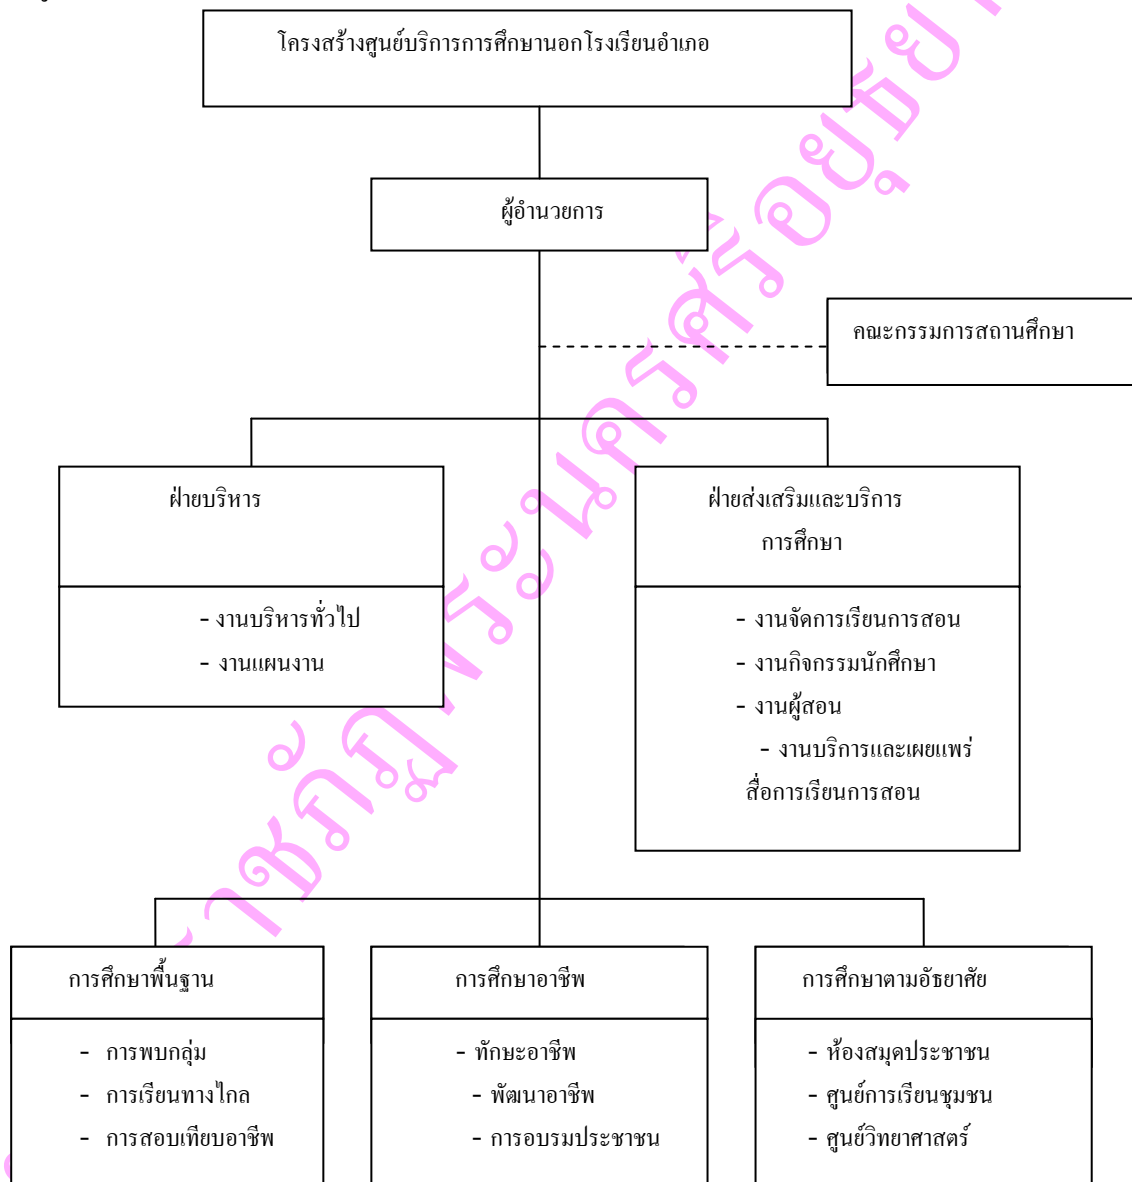 โครงสร้างศูนย์บริการการศึกษานอกโรงเรียนอำเภอ
ผู้อำนวยการ
คณะกรรมการสถานศึกษา
ฝ่ายบริหาร
- งานบริหารทั่วไป
- งานแผนงาน
ฝ่ายส่งเสริมและบริการ
การศึกษา
- งานจัดการเรียนการสอน
- งานกิจกรรมนักศึกษา
- งานผู้สอน
- งานบริการและเผยแพร่
สื่อการเรียนการสอน
การศึกษาพื้นฐาน
- การพบกลุ่ม
- การเรียนทางไกล
- การสอบเทียบอาชีพ
การศึกษาอาชีพ
- ทักษะอาชีพ
- พัฒนาอาชีพ
- การอบรมประชาชน
การศึกษาตามอัธยาศัย
- ห้องสมุดประชาชน
- ศูนย์การเรียนชุมชน
- ศูนย์วิทยาศาสตร์